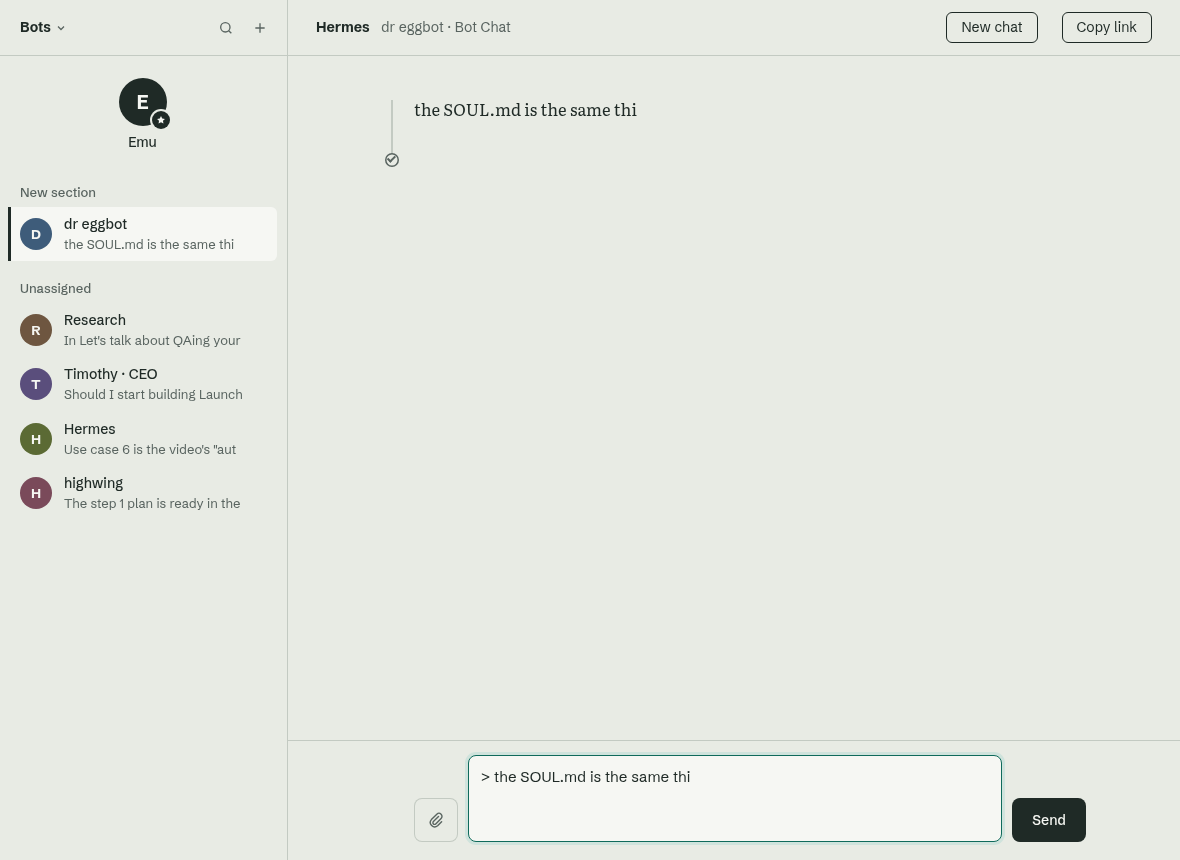 Bots
Hermes dr eggbot · Bot Chat
New chat
Copy link
E
Emu
New section
D
dr eggbot
the SOUL.md is the same thi
Unassigned
R
Research
In Let's talk about QAing your
T
Timothy · CEO
Should I start building Launch
H
Hermes
Use case 6 is the video's "aut
H
highwing
The step 1 plan is ready in the
the SOUL.md is the same thi
> the SOUL.md is the same thi
Send